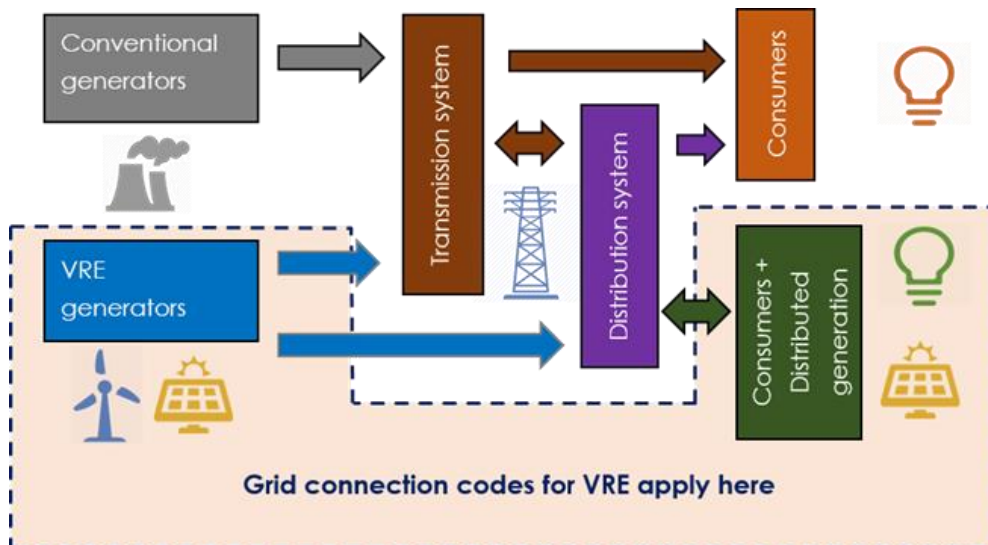 Conventional
generators
Transmission system
Consumers
Distribution system
VRE
generators
Consumers +
Distributed
generation
Grid connection codes for VRE apply here